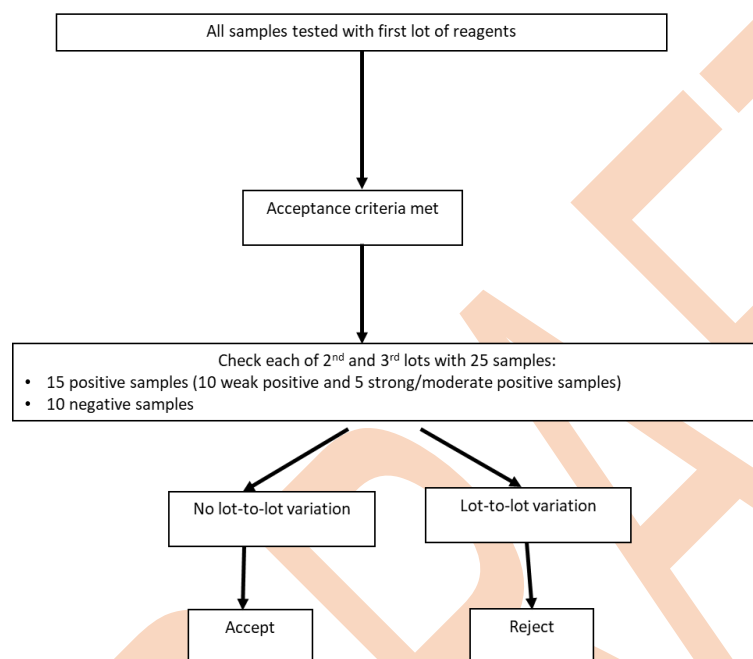 All samples tested with first lot of reagents
Acceptance criteria met
Check each of 2nd and 3rd lots with 25 samples:
• 15 positive samples (10 weak positive and 5 strong/moderate positive samples)
• 10 negative samples
No lot-to-lot variation
Lot-to-lot variation
Accept
Reject